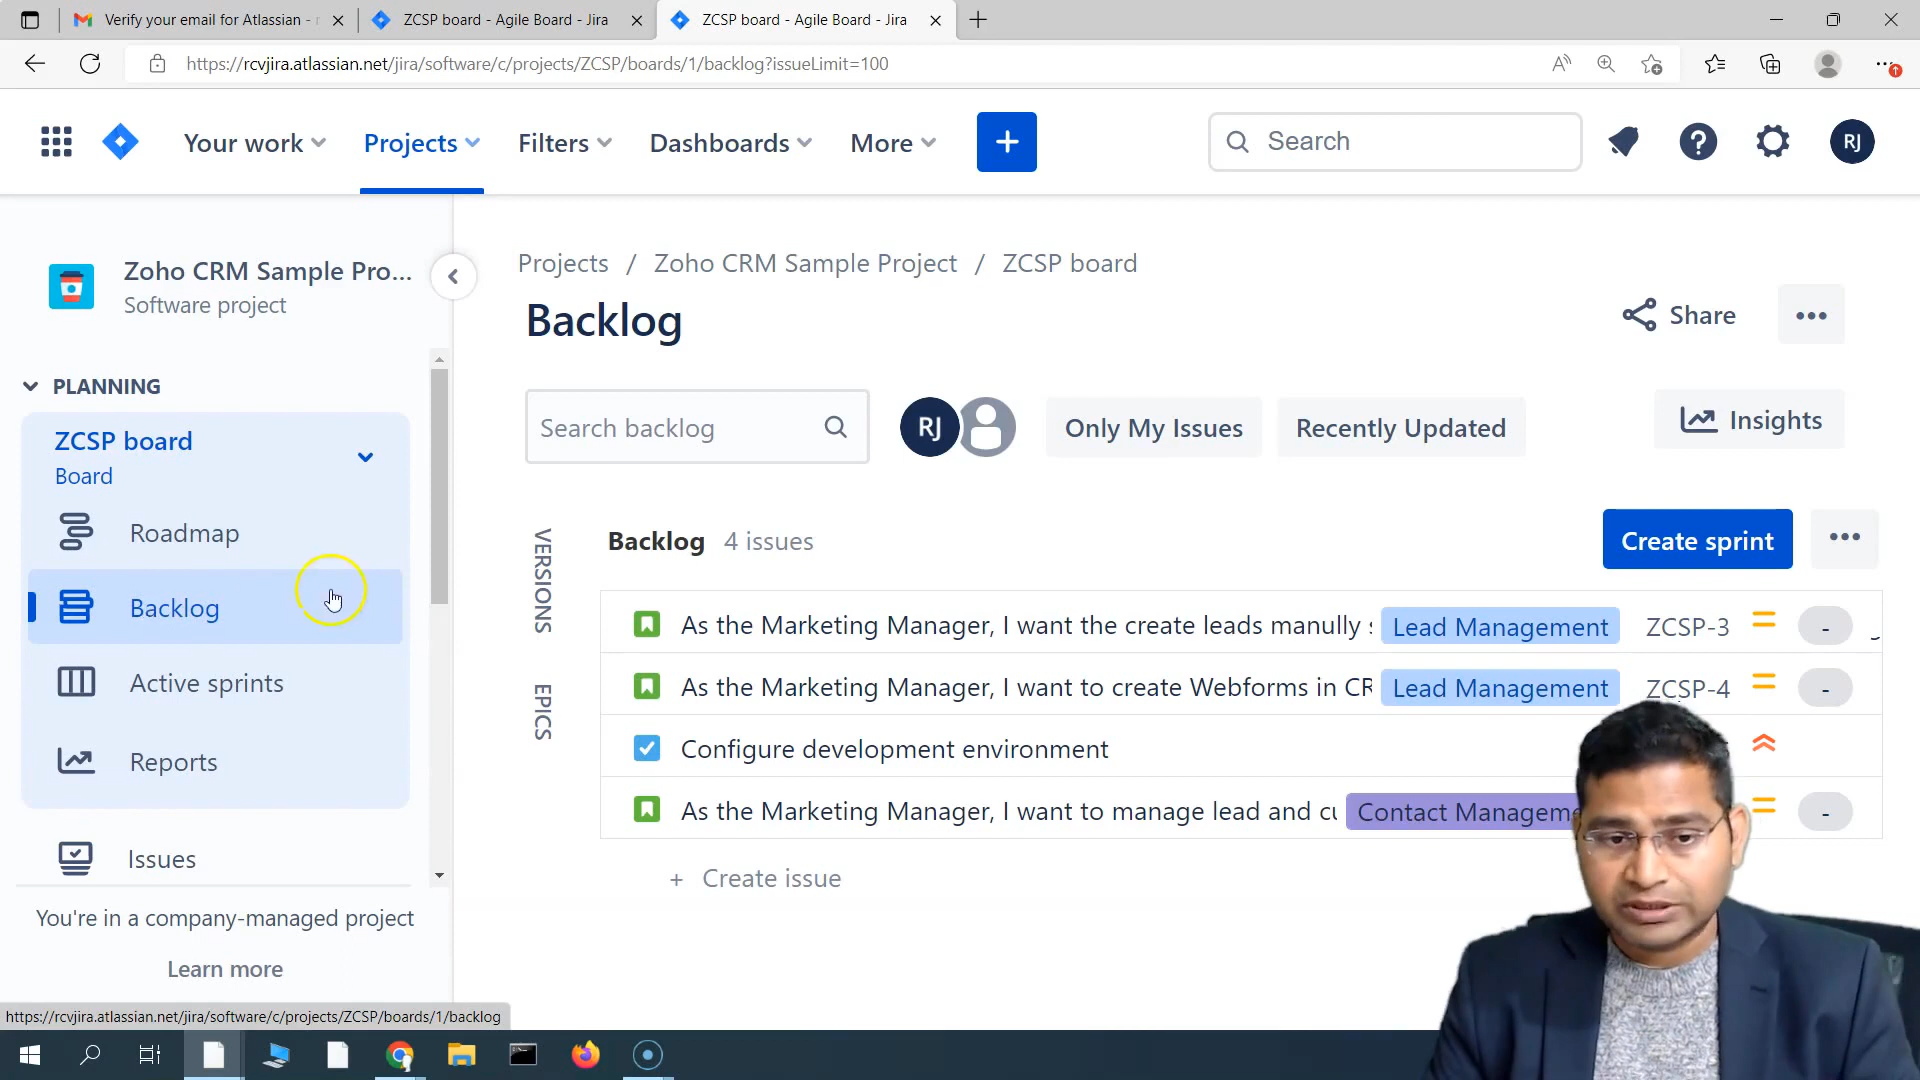 Verify your email for Atlassian -
ZCSP board - Agile Board - Jira
ZCSP board - Agile Board - Jira
https://rcvjira.atlassian.net/jira/software/c/projects/ZCSP/boards/1/backlog?issueLimit=100
Your work
Projects
Filters
Dashboards
More
Search
RJ
Zoho CRM Sample Pro...
Software project
Projects / Zoho CRM Sample Project / ZCSP board
Backlog
Share
PLANNING
ZCSP board
Board
Search backlog
RJ
Only My Issues
Recently Updated
Insights
Roadmap
Backlog
Active sprints
Reports
Issues
VERSIONS
EPICS
Backlog 4 issues
Create sprint
As the Marketing Manager, I want the create leads manully Lead Management ZCSP-3 -
As the Marketing Manager, I want to create Webforms in CR Lead Management ZCSP-4 -
Configure development environment
As the Marketing Manager, I want to manage lead and cu Contact Managem -
+ Create issue
You're in a company-managed project
Learn more
https://rcvjira.atlassian.net/jira/software/c/projects/ZCSP/boards/1/backlog